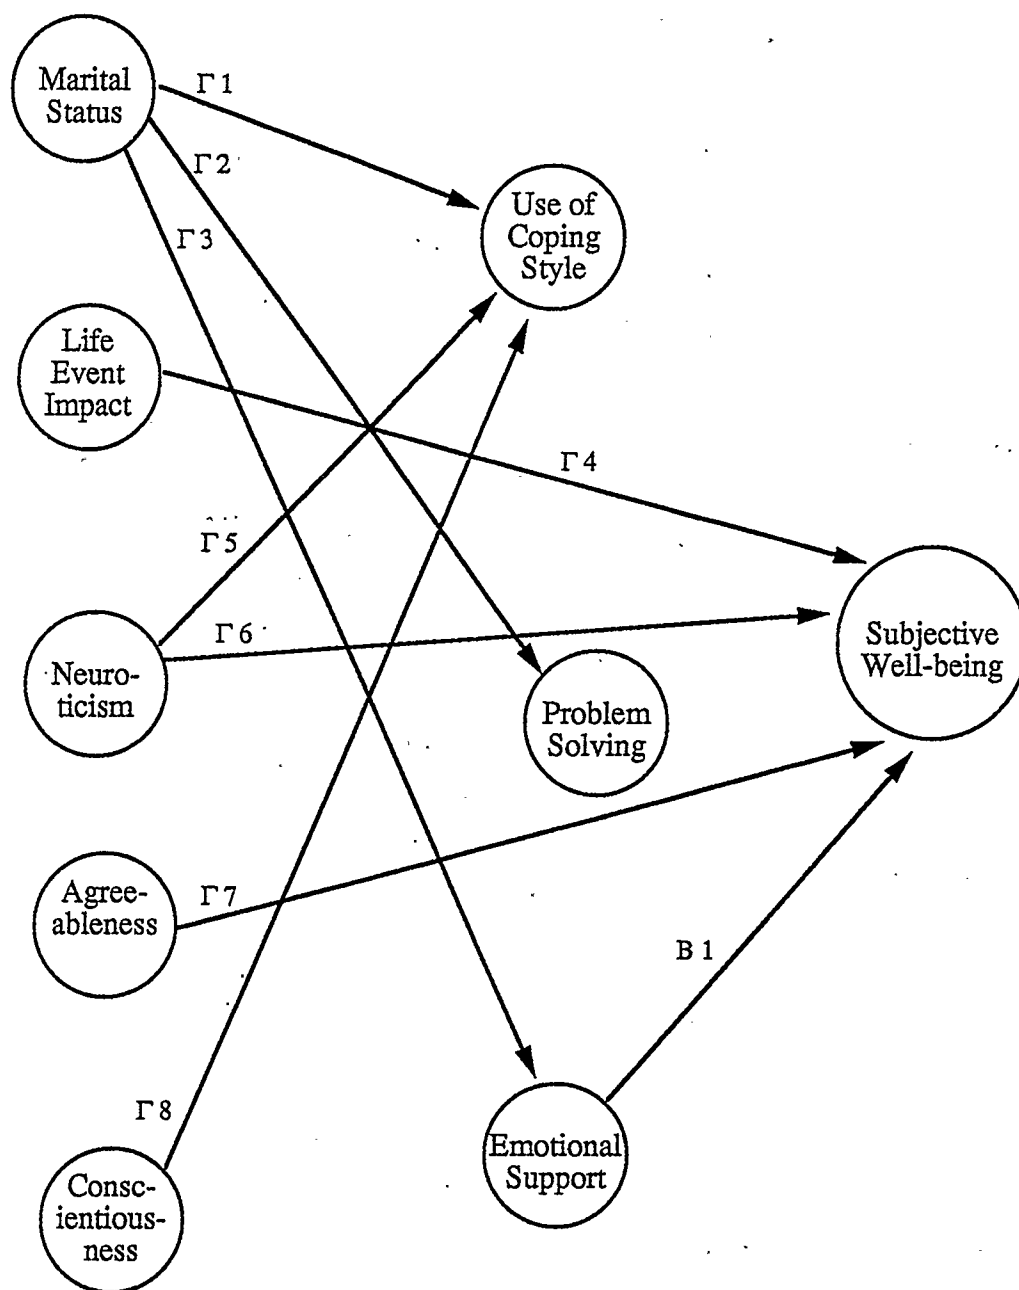 Marital
Status
Γ1
Γ2
Γ3
Use of
Coping
Style
Life
Event
Impact
Γ4
Γ5
Γ6
Neuro-
ticism
Subjective
Well-being
Problem
Solving
Agree-
ableness
Γ7
B1
Γ8
Emotional
Support
Consc-
ientious-
ness